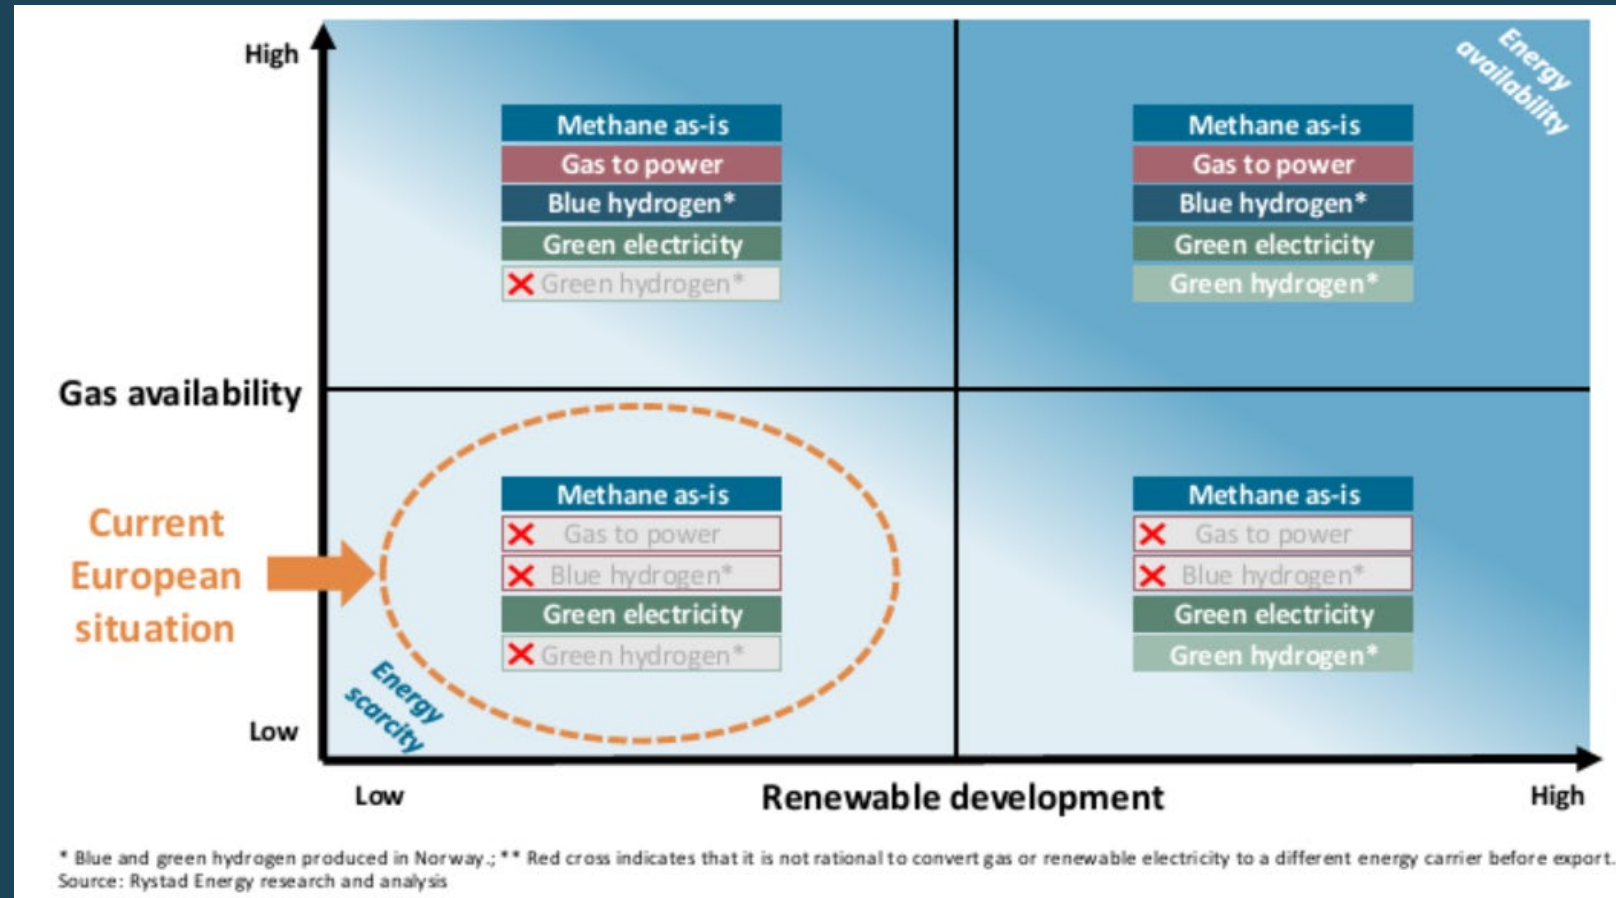 High
Energy
availability
Methane as-is
Gas to power
Blue hydrogen*
Green electricity
Green hydrogen*
Methane as-is
Gas to power
Blue hydrogen*
Green electricity
Green hydrogen*
Gas availability
Current
European
situation
Methane as-is
Gas to power
Blue hydrogen*
Green electricity
Green hydrogen*
Methane as-is
Gas to power
Blue hydrogen*
Green electricity
Green hydrogen*
Energy
scarcity
Low
Low
Renewable development
High
* Blue and green hydrogen produced in Norway.; ** Red cross indicates that it is not rational to convert gas or renewable electricity to a different energy carrier before export.
Source: Rystad Energy research and analysis